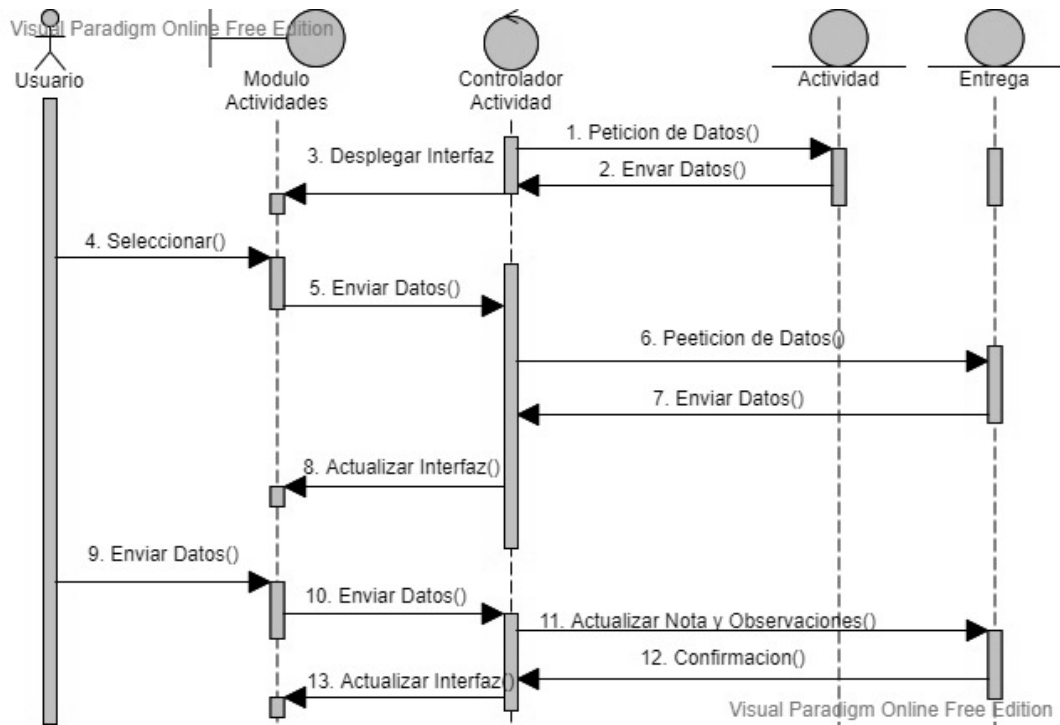 Visual Paradigm Online Free Edition
Usuario
Modulo
Actividades
Controlador
Actividad
Actividad
Entrega
1. Peticion de Datos()
3. Desplegar Interfaz
2. Envar Datos()
4. Seleccionar()
5. Enviar Datos()
6. Peeticion de Datos()
7. Enviar Datos()
8. Actualizar Interfaz()
9. Enviar Datos()
10. Enviar Datos()
11. Actualizar Nota y Observaciones()
12. Confirmacion()
13. Actualizar Interfaz()
Visual Paradigm Online Free Edition